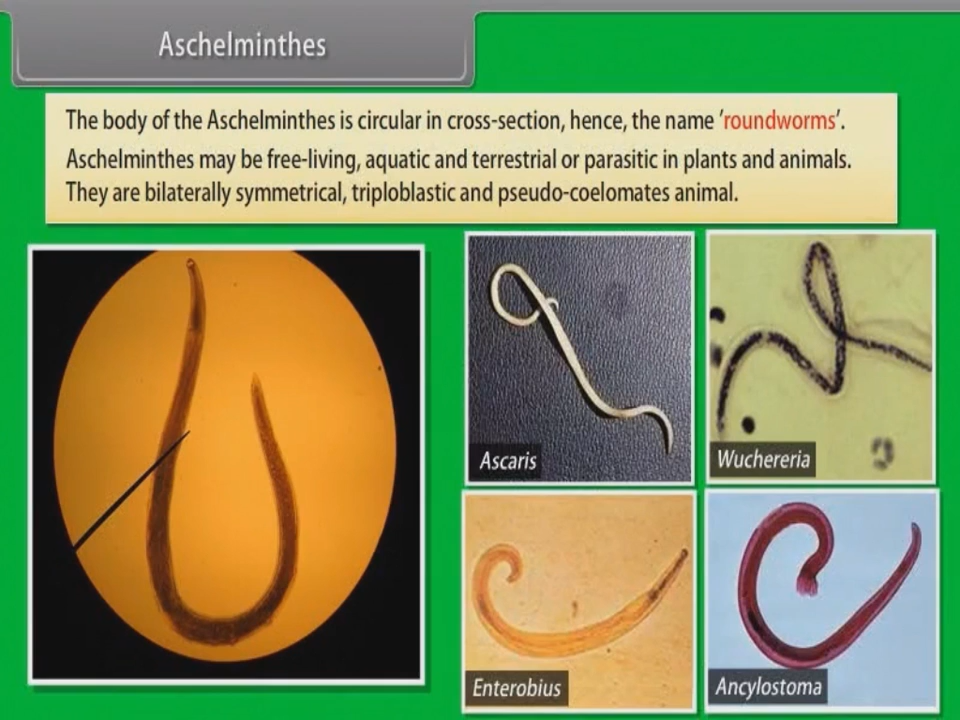 Aschelminthes
The body of the Aschelminthes is circular in cross-section, hence, the name ‘roundworms’.
Aschelminthes may be free-living, aquatic and terrestrial or parasitic in plants and animals.
They are bilaterally symmetrical, triploblastic and pseudo-coelomates animal.
Ascaris
Wuchereria
Enterobius
Ancylostoma